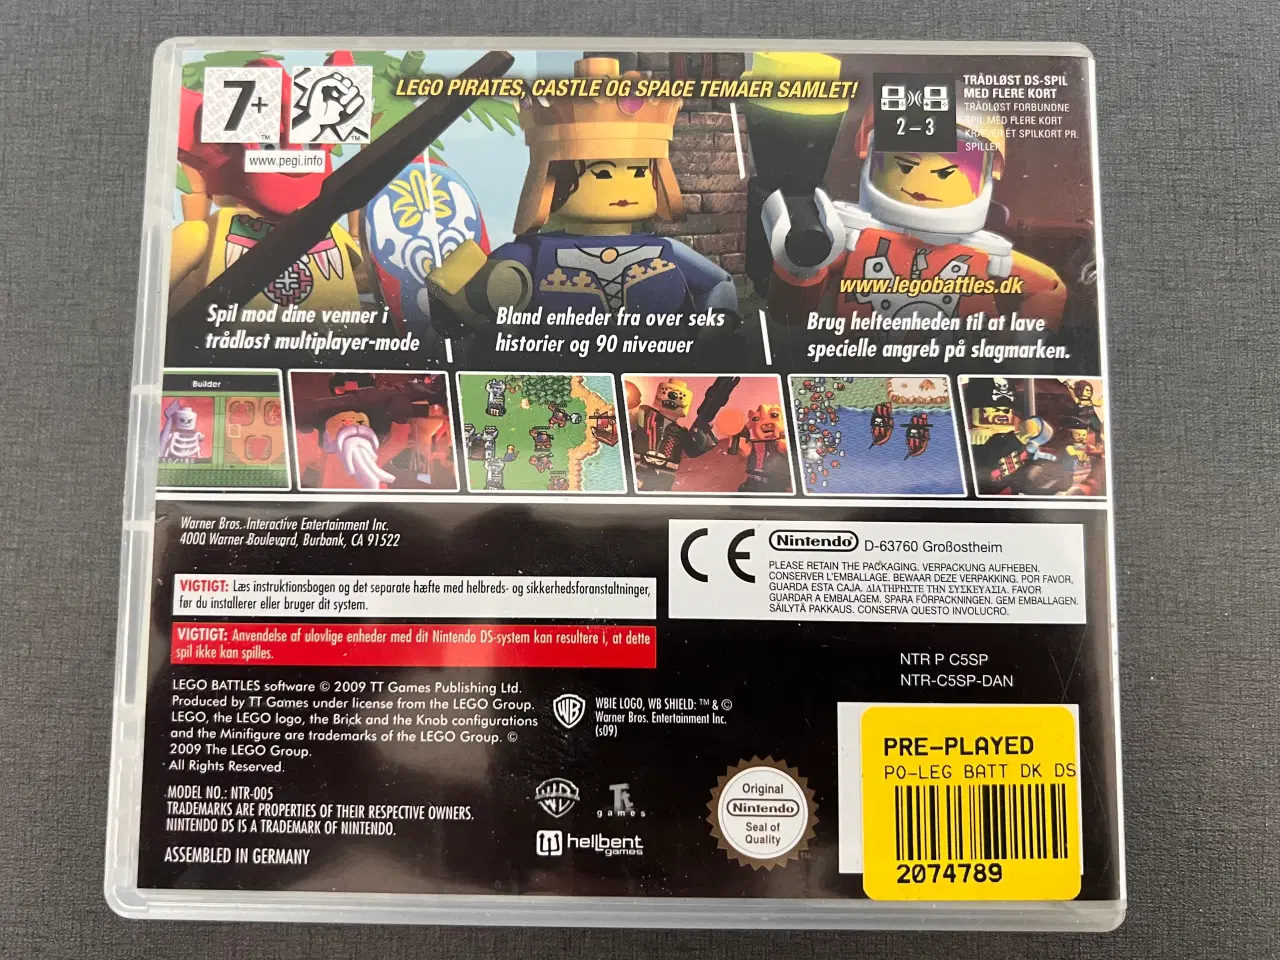 7+
™
™
www.pegi.info
LEGO PIRATES, CASTLE OG SPACE TEMAER SAMLET!
2 – 3
TRÅDLØST DS-SPIL
MED FLERE KORT
TRÅDLØST FORBUNDNE
SPIL MED FLERE KORT
KRÆVER ET SPILKORT PR.
SPILLER
www.legobattles.dk
Spil mod dine venner i
trådløst multiplayer-mode
Bland enheder fra over seks
historier og 90 niveauer
Brug helteenheden til at lave
specielle angreb på slagmarken.
Builder
Warner Bros. Interactive Entertainment Inc.
4000 Warner Boulevard, Burbank, CA 91522
VIGTIGT: Læs instruktionsbogen og det separate hæfte med helbreds- og sikkerhedsforanstaltninger,
før du installerer eller bruger dit system.
VIGTIGT: Anvendelse af ulovlige enheder med dit Nintendo DS-system kan resultere i, at dette
spil ikke kan spilles.
CE
Nintendo D-63760 Großostheim
PLEASE RETAIN THE PACKAGING. VERPACKUNG AUFHEBEN.
CONSERVER L'EMBALLAGE. BEWAAR DEZE VERPAKKING. POR FAVOR,
GUARDA ESTA CAJA. ΔΙΑΤΗΡΗΣΤΕ ΤΗΝ ΣΥΣΚΕΥΑΣΙΑ. FAVOR
GUARDAR A EMBALAGEM. SPARA FÖRPACKNINGEN. GEM EMBALLAGEN.
SÄILYTÄ PAKKAUS. CONSERVA QUESTO INVOLUCRO.
NTR P C5SP
NTR-C5SP-DAN
LEGO BATTLES software © 2009 TT Games Publishing Ltd.
Produced by TT Games under license from the LEGO Group.
LEGO, the LEGO logo, the Brick and the Knob configurations
and the Minifigure are trademarks of the LEGO Group. ©
2009 The LEGO Group.
All Rights Reserved.
WB
WBIE LOGO, WB SHIELD: ™ & ©
Warner Bros. Entertainment Inc.
(s09)
MODEL NO.: NTR-005
TRADEMARKS ARE PROPERTIES OF THEIR RESPECTIVE OWNERS.
NINTENDO DS IS A TRADEMARK OF NINTENDO.
ASSEMBLED IN GERMANY
WB
Tt
games
hellbent
games
Original
Nintendo
Seal of
Quality
TM
PRE-PLAYED
PO-LEG BATT DK DS
2074789